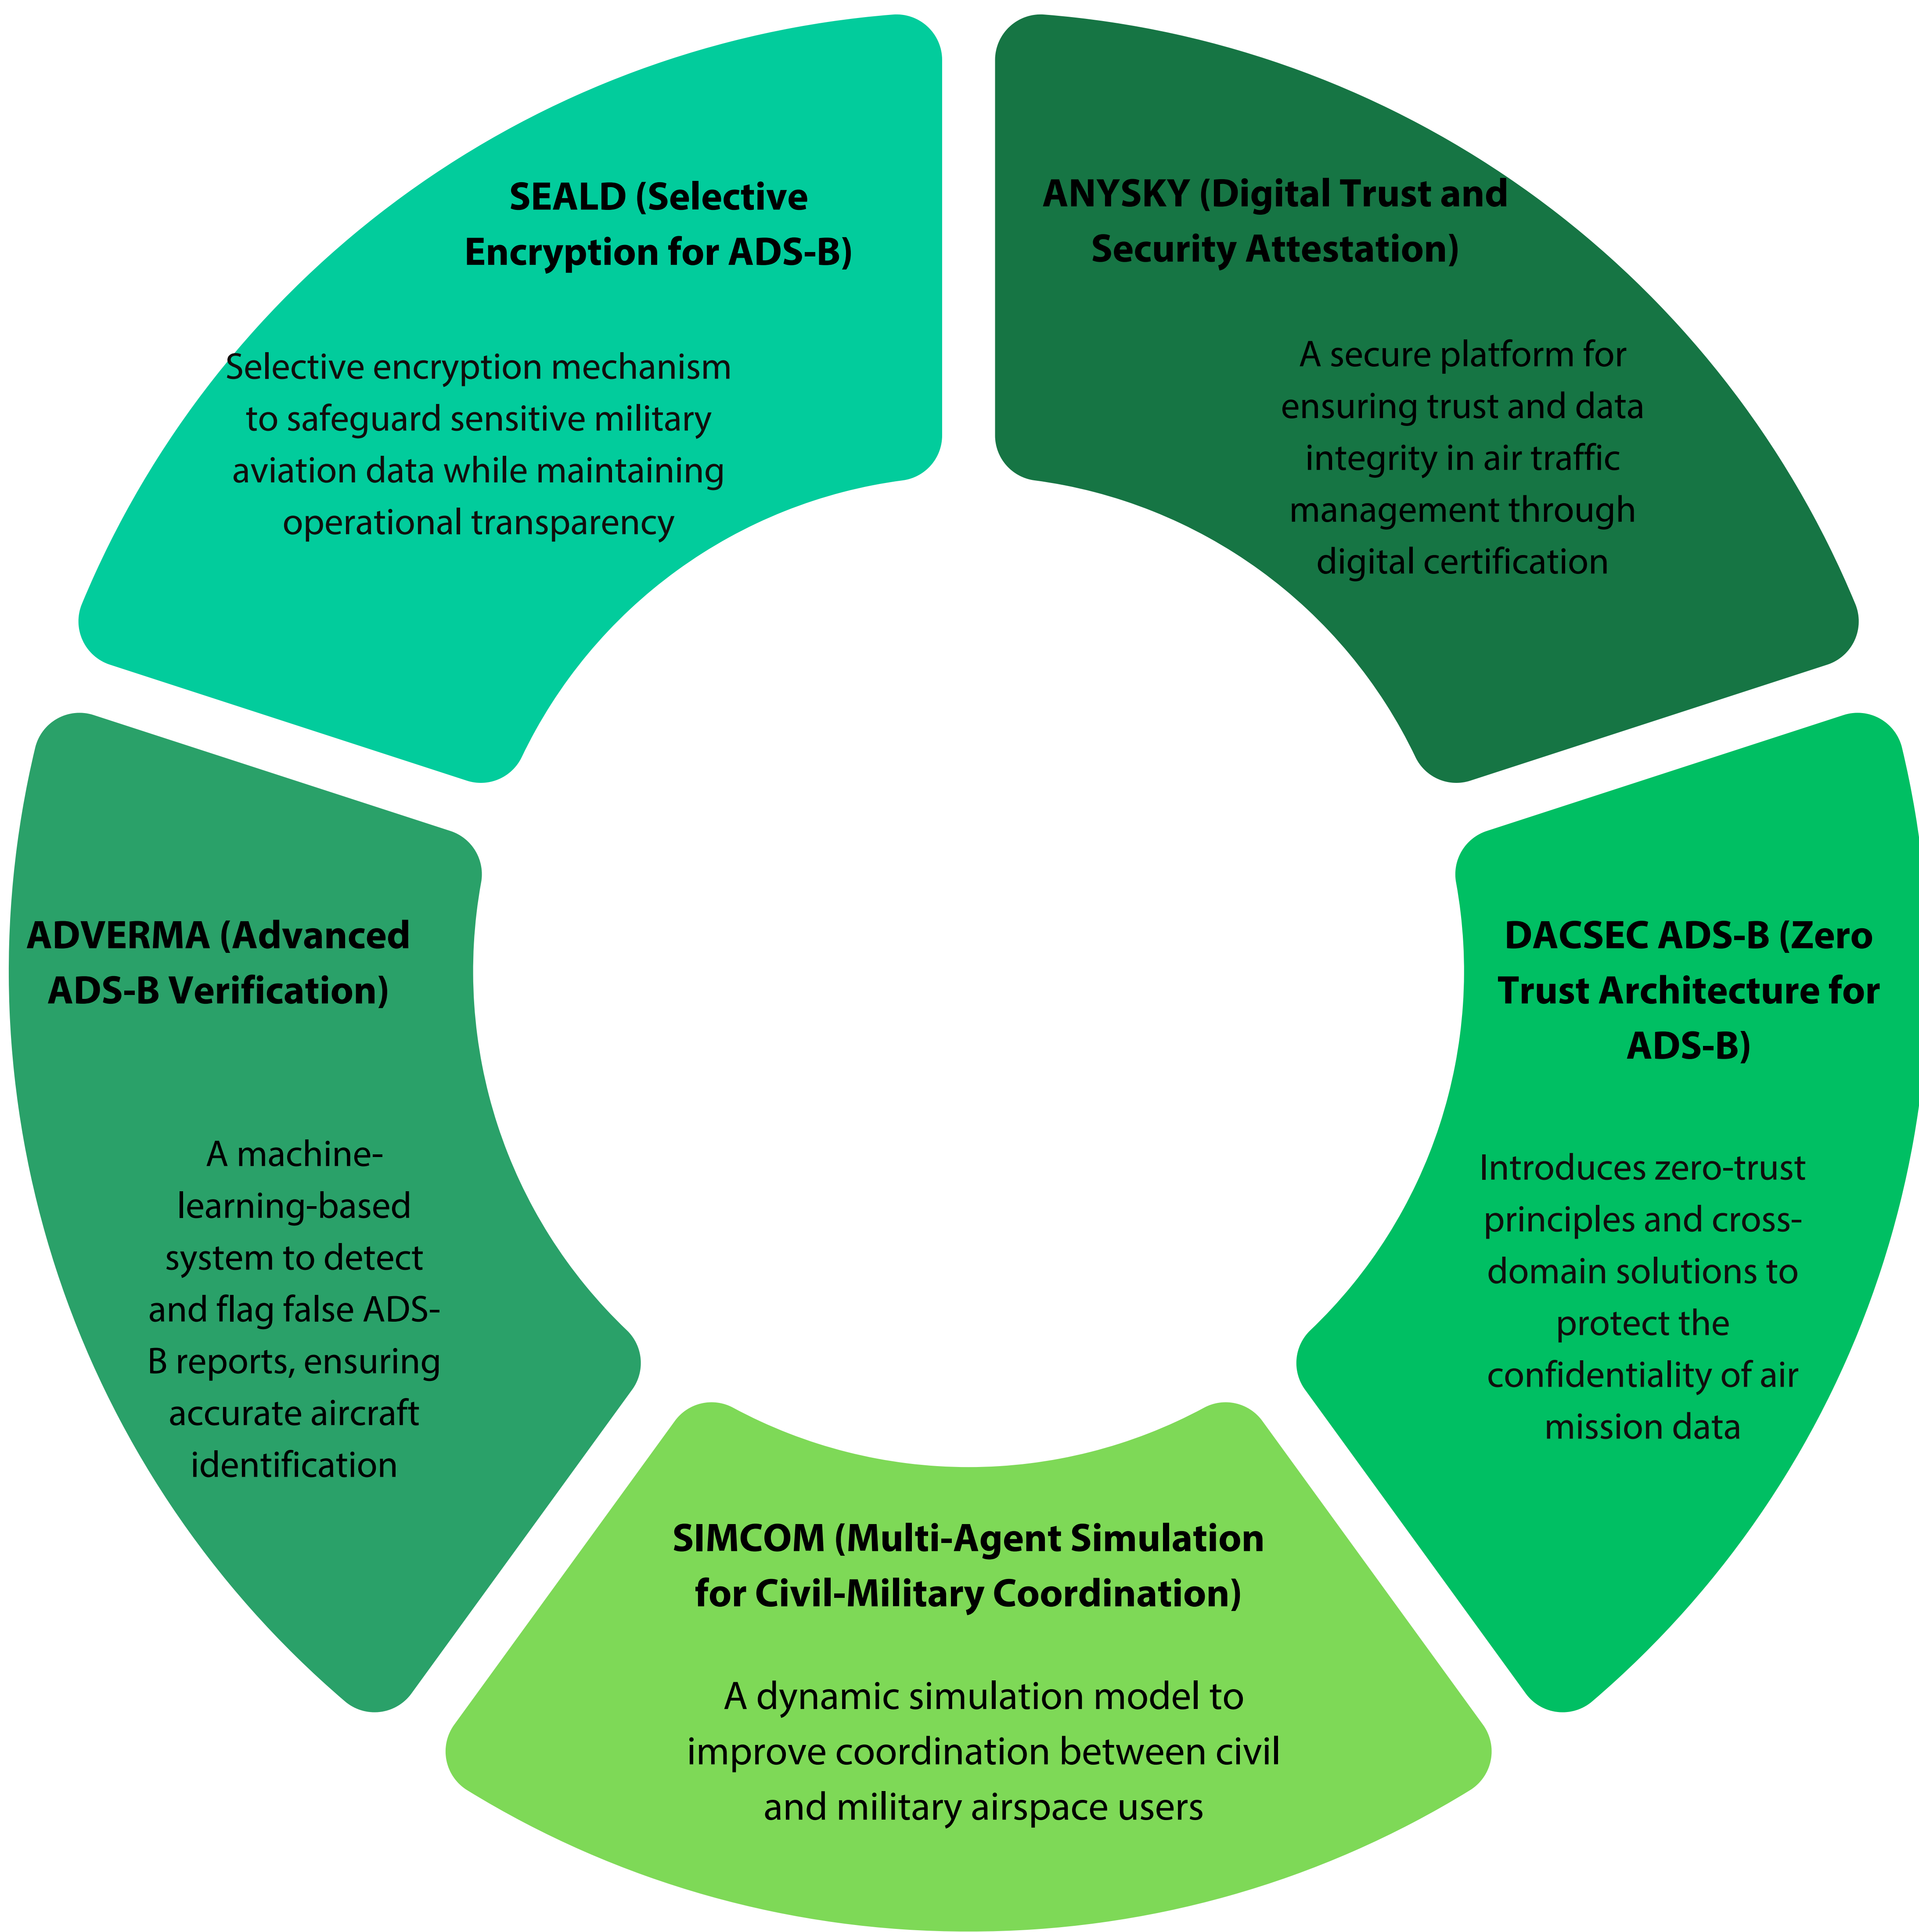 SEALD (Selective
Encryption for ADS-B)
Selective encryption mechanism
to safeguard sensitive military
aviation data while maintaining
operational transparency
ANYSKY (Digital Trust and
Security Attestation)
A secure platform for
ensuring trust and data
integrity in air traffic
management through
digital certification
ADVERMA (Advanced
ADS-B Verification)
A machine-
learning-based
system to detect
and flag false ADS-
B reports, ensuring
accurate aircraft
identification
DACSEC ADS-B (Zero
Trust Architecture for
ADS-B)
Introduces zero-trust
principles and cross-
domain solutions to
protect the
confidentiality of air
mission data
SIMCOM (Multi-Agent Simulation
for Civil-Military Coordination)
A dynamic simulation model to
improve coordination between civil
and military airspace users